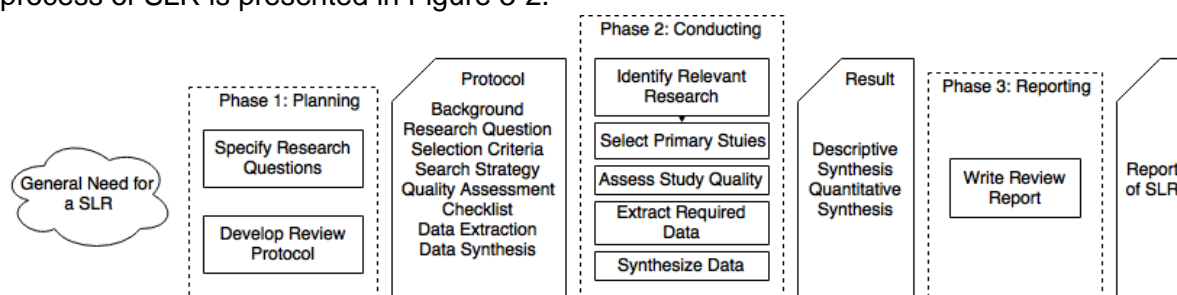 process of SLR is presented in Figure 3-2.
General Need for
a SLR
Phase 1: Planning
Specify Research
Questions
Develop Review
Protocol
Protocol
Background
Research Question
Selection Criteria
Search Strategy
Quality Assessment
Checklist
Data Extraction
Data Synthesis
Phase 2: Conducting
Identify Relevant
Research
Select Primary Stuies
Assess Study Quality
Extract Required
Data
Synthesize Data
Result
Descriptive
Synthesis
Quantitative
Synthesis
Phase 3: Reporting
Write Review
Report
Report
of SLR